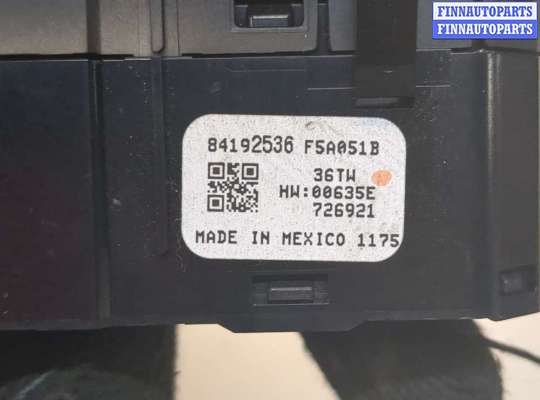 FINNAUTOPARTS
FINNAUTOPARTS
84192536 F5A051B
36TW
HW:00635E
726921
MADE IN MEXICO 1175